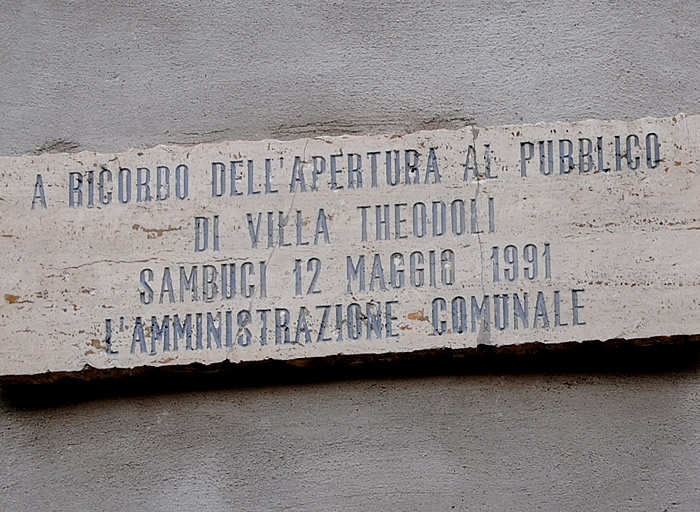 A RICORDO DELL'APERTURA AL PUBBLICO
DI VILLA THEODOLI
SAMBUCI 12 MAGGIO 1991
L'AMMINISTRAZIONE COMUNALE